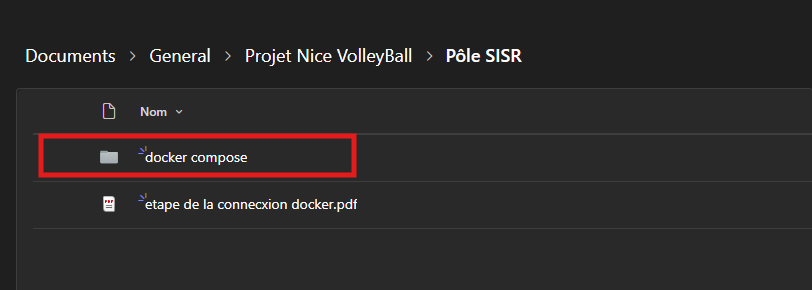 Documents > General > Projet Nice VolleyBall > Pôle SISR
Nom
docker compose
etape de la connecxion docker.pdf